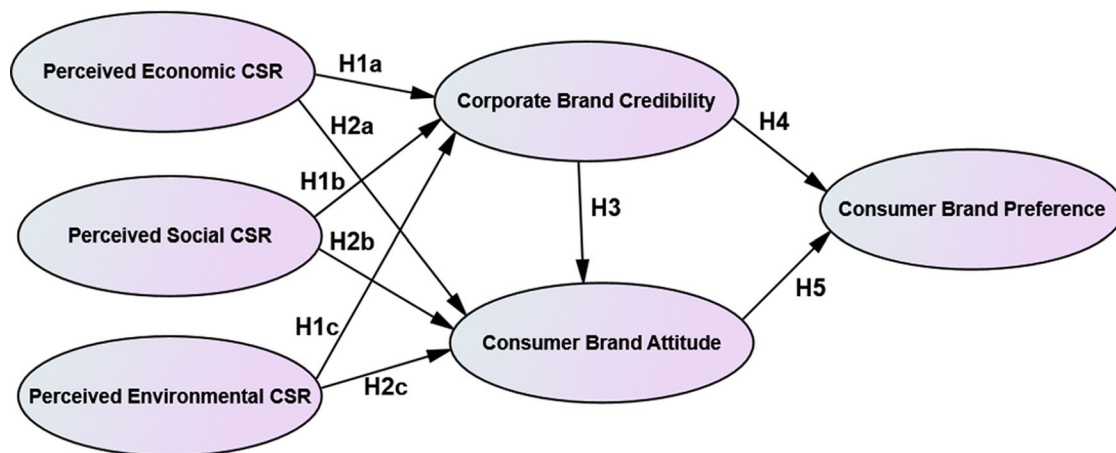 Perceived Economic CSR
H1a
Corporate Brand Credibility
H2a
H4
H1b
Perceived Social CSR
H2b
H3
Consumer Brand Preference
H5
H1c
Consumer Brand Attitude
Perceived Environmental CSR
H2c